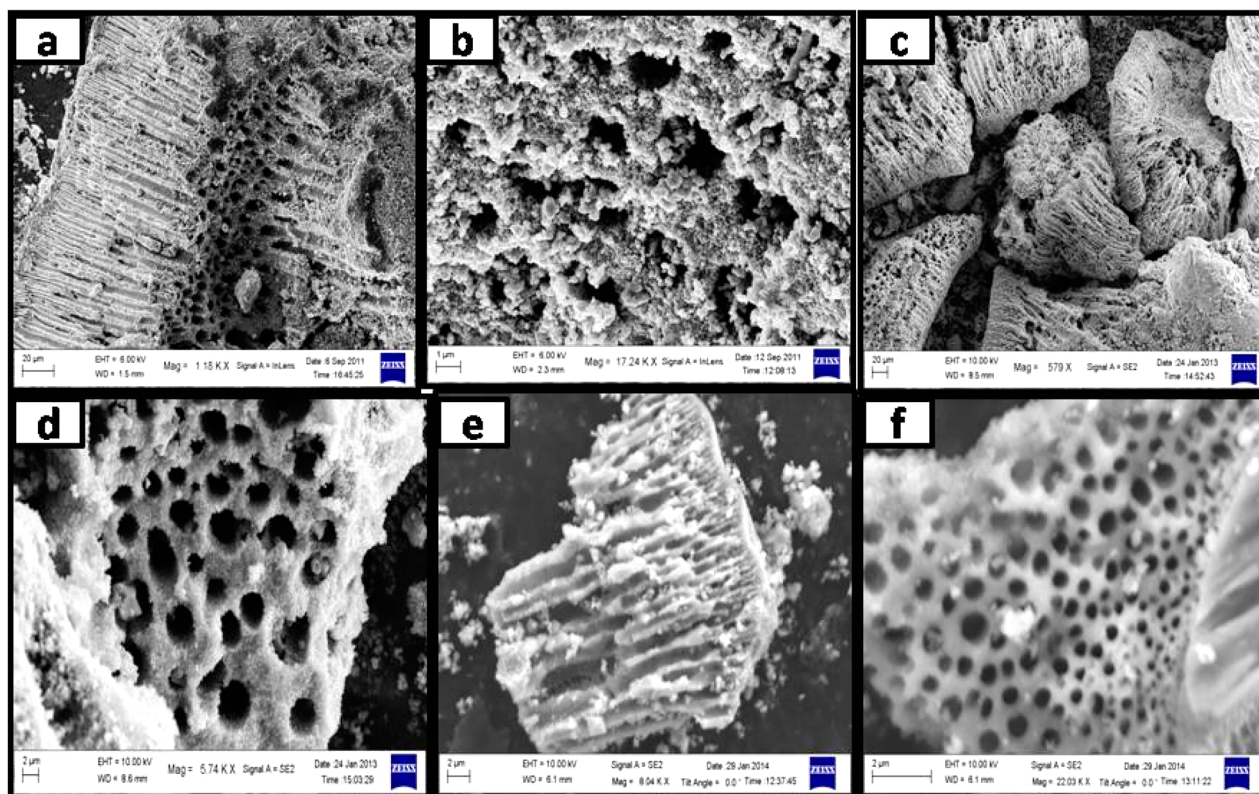 a
20 µm
EHT = 6.00 kV
WD = 1.5 mm
Mag = 1.18 K X
Signal A = InLens
Date :6 Sep 2011
Time :16:45:25
ZEISS
b
1 µm
EHT = 6.00 kV
WD = 2.3 mm
Mag = 17.24 K X
Signal A = InLens
Date :12 Sep 2011
Time :12:08:13
ZEISS
c
20 µm
EHT = 10.00 kV
WD = 8.5 mm
Mag = 579 X
Signal A = SE2
Date :24 Jan 2013
Time :14:52:43
ZEISS
d
2 µm
EHT = 10.00 kV
WD = 8.6 mm
Mag = 5.74 K X
Signal A = SE2
Date :24 Jan 2013
Time :15:03:29
ZEISS
e
2 µm
EHT = 10.00 kV
WD = 6.1 mm
Signal A = SE2
Mag = 8.04 K X
Date :29 Jan 2014
Tilt Angle = 0.0 ° Time :12:37:45
ZEISS
f
2 µm
EHT = 10.00 kV
WD = 6.1 mm
Signal A = SE2
Mag = 22.03 K X
Date :29 Jan 2014
Tilt Angle = 0.0 ° Time :13:11:22
ZEISS